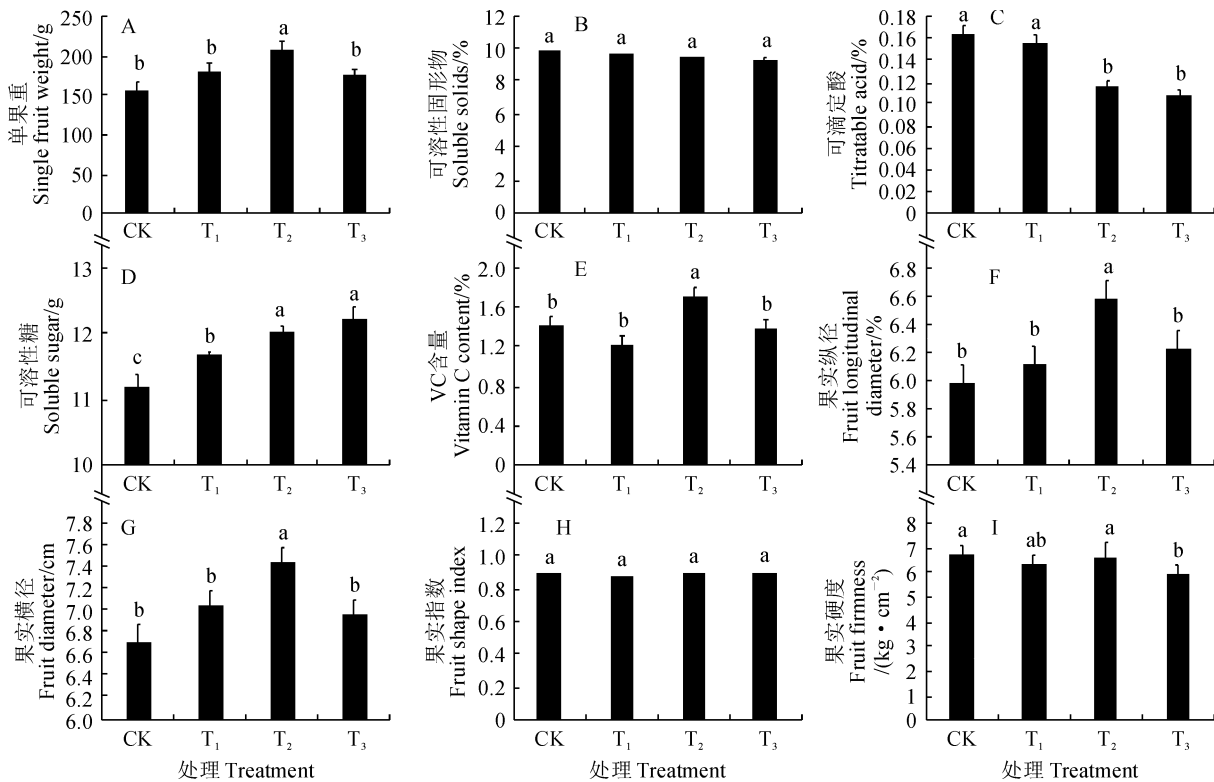 单果重
Single fruit weight/g
A
250
200
150
100
50
0
b
b
a
b
CK T₁ T₂ T₃
可溶性固形物
Soluble solids/%
B
12
10
8
6
4
2
0
a
a
a
a
CK T₁ T₂ T₃
可滴定酸
Titratable acid/%
C
0.18
0.16
0.14
0.12
0.10
0.08
0.06
0.04
0.02
0.18
a
a
b
b
CK T₁ T₂ T₃
可溶性糖
Soluble sugar/g
D
13
12
11
10
c
b
a
a
CK T₁ T₂ T₃
VC含量
Vitamin C content/%
E
2.0
1.6
1.2
0.8
0.4
0
b
b
a
b
CK T₁ T₂ T₃
果实纵径
Fruit longitudinal
diameter/%
F
6.8
6.6
6.4
6.2
6.0
5.8
5.6
5.4
b
b
a
b
CK T₁ T₂ T₃
果实横径
Fruit diameter/cm
G
7.8
7.6
7.4
7.2
7.0
6.8
6.6
6.4
6.2
6.0
b
b
a
b
CK T₁ T₂ T₃
处理 Treatment
果实指数
Fruit shape index
H
1.2
1.0
0.8
0.6
0.4
0.2
0
a
a
a
a
CK T₁ T₂ T₃
处理 Treatment
果实硬度
Fruit firmness
/(kg·cm⁻²)
I
8
7
6
5
4
3
2
1
0
a
ab
a
b
CK T₁ T₂ T₃
处理 Treatment